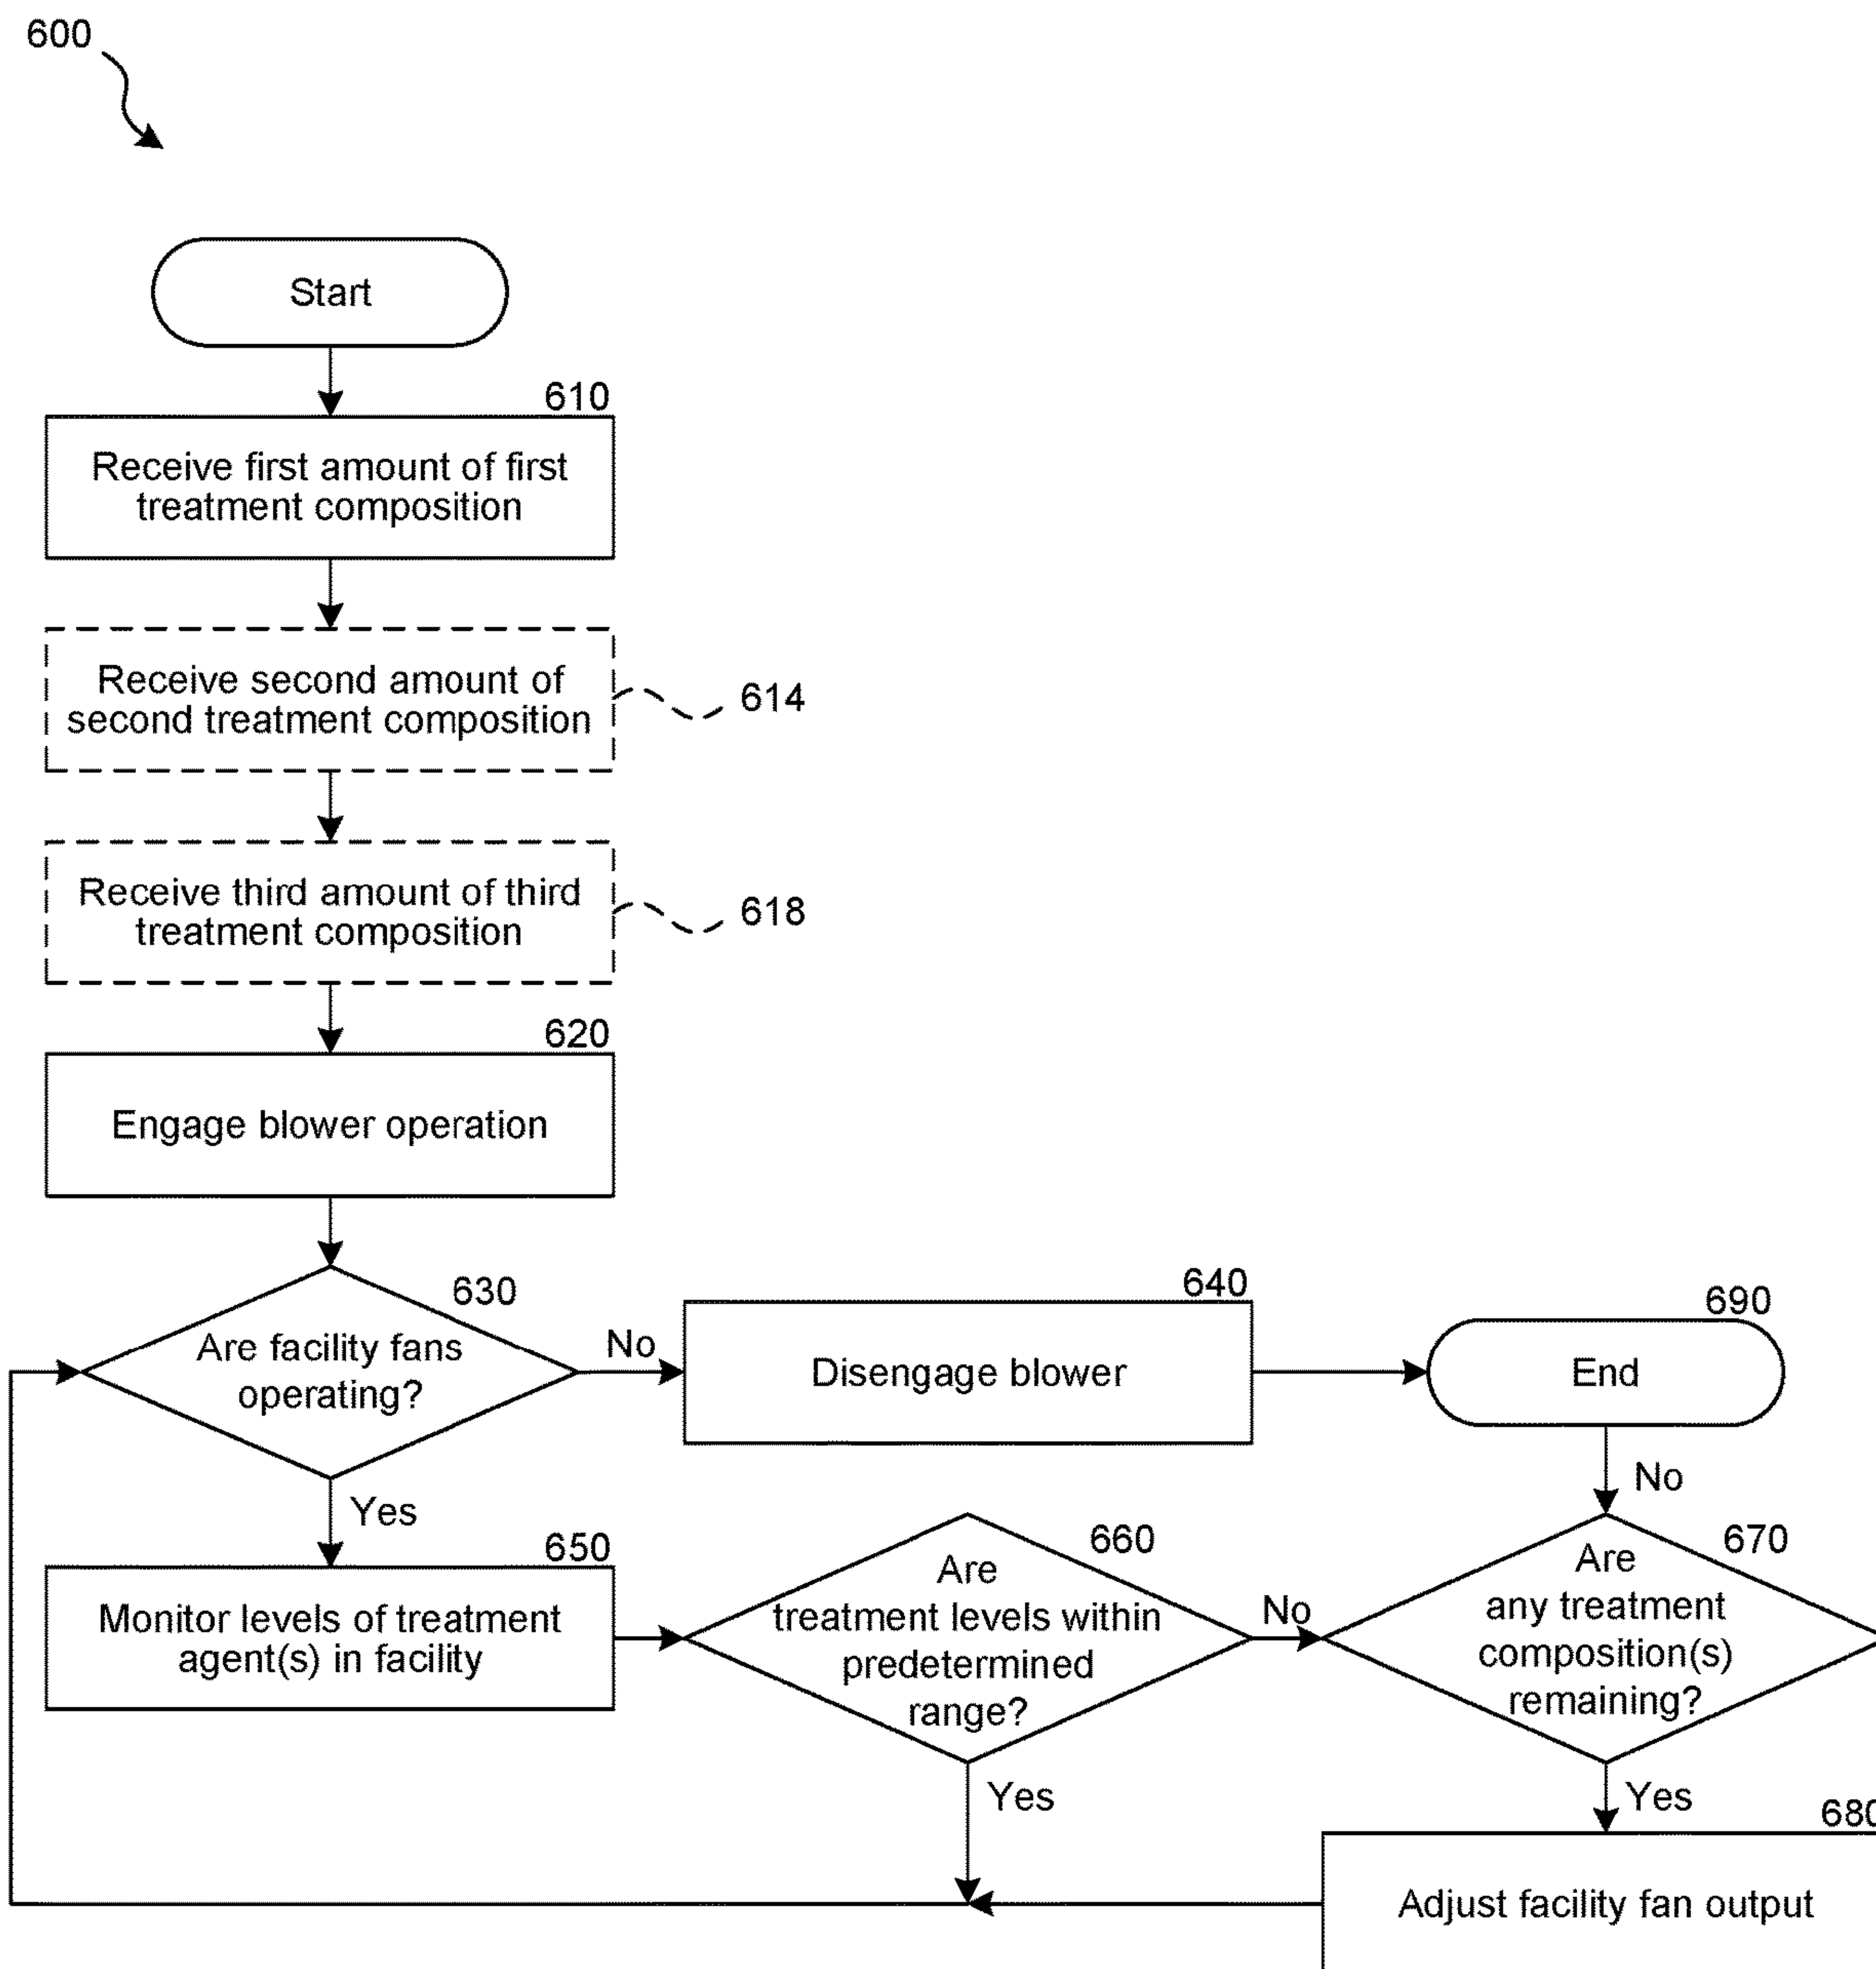 600
Start
610
Receive first amount of first
treatment composition
Receive second amount of
second treatment composition
614
Receive third amount of third
treatment composition
618
620
Engage blower operation
630
Are facility fans
operating?
No
640
Disengage blower
690
End
No
Yes
650
Monitor levels of treatment
agent(s) in facility
660
Are
treatment levels within
predetermined
range?
No
670
Are
any treatment
composition(s)
remaining?
Yes
Yes
680
Adjust facility fan output